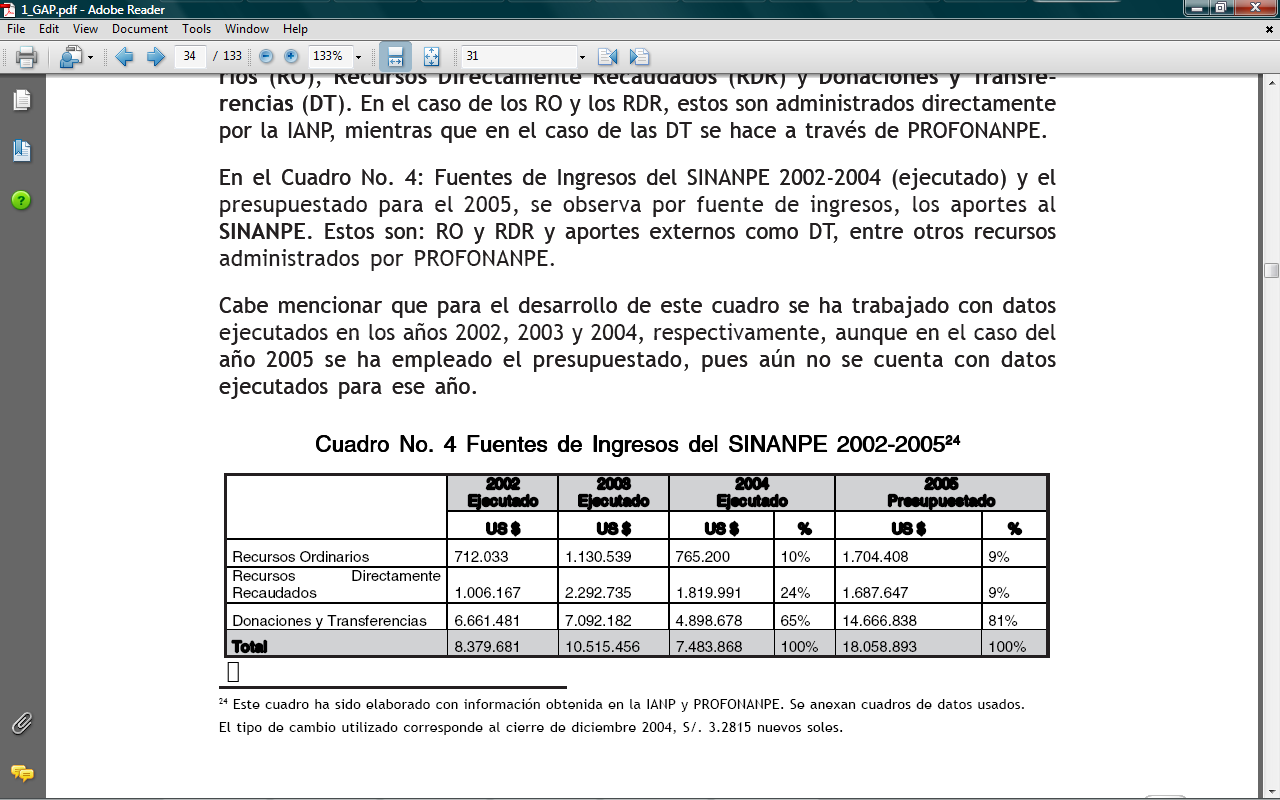 1_GAP.pdf - Adobe Reader
File Edit View Document Tools Window Help
34 / 133 133% 31
rios (RO), Recursos Directamente Recaudados (RDR) y Donaciones y Transfe-
rencias (DT). En el caso de los RO y los RDR, estos son administrados directamente
por la IANP, mientras que en el caso de las DT se hace a través de PROFONANPE.
En el Cuadro No. 4: Fuentes de Ingresos del SINANPE 2002-2004 (ejecutado) y el
presupuestado para el 2005, se observa por fuente de ingresos, los aportes al
SINANPE. Estos son: RO y RDR y aportes externos como DT, entre otros recursos
administrados por PROFONANPE.
Cabe mencionar que para el desarrollo de este cuadro se ha trabajado con datos
ejecutados en los años 2002, 2003 y 2004, respectivamente, aunque en el caso del
año 2005 se ha empleado el presupuestado, pues aún no se cuenta con datos
ejecutados para ese año.
Cuadro No. 4 Fuentes de Ingresos del SINANPE 2002-2005²⁴
2002 2003 2004 2005
Ejecutado Ejecutado Ejecutado Presupuestado
US $ US $ US $ % US $ %
Recursos Ordinarios 712.033 1.130.539 765.200 10% 1.704.408 9%
Recursos Directamente
Recaudados 1.006.167 2.292.735 1.819.991 24% 1.687.647 9%
Donaciones y Transferencias 6.661.481 7.092.182 4.898.678 65% 14.666.838 81%
Total 8.379.681 10.515.456 7.483.868 100% 18.058.893 100%
²⁴ Este cuadro ha sido elaborado con información obtenida en la IANP y PROFONANPE. Se anexan cuadros de datos usados.
El tipo de cambio utilizado corresponde al cierre de diciembre 2004, S/. 3.2815 nuevos soles.